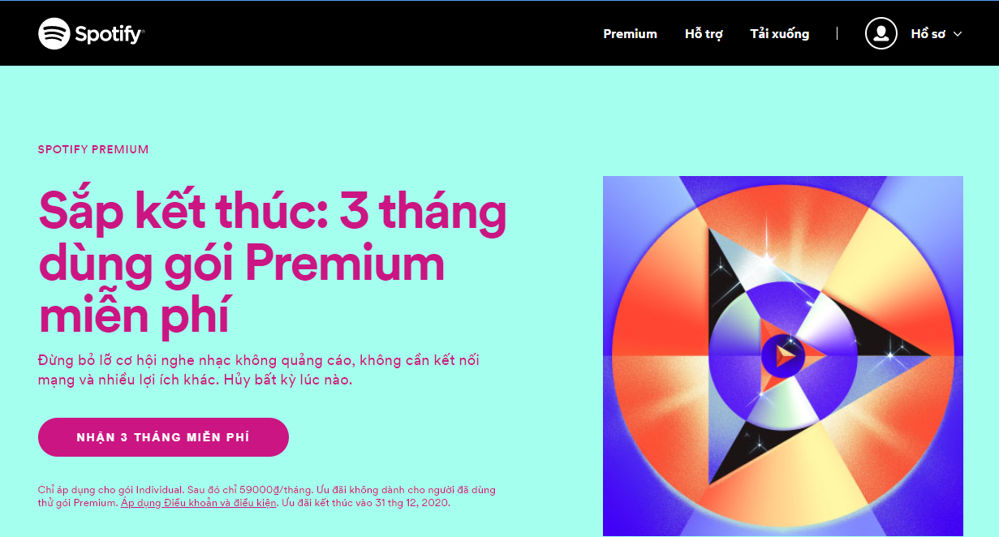 Spotify®
Premium
Hỗ trợ
Tải xuống
Hồ sơ
SPOTIFY PREMIUM
Sắp kết thúc: 3 tháng
dùng gói Premium
miễn phí
Đừng bỏ lỡ cơ hội nghe nhạc không quảng cáo, không cần kết nối
mạng và nhiều lợi ích khác. Hủy bất kỳ lúc nào.
NHẬN 3 THÁNG MIỄN PHÍ
Chỉ áp dụng cho gói Individual. Sau đó chỉ 59000₫/tháng. Ưu đãi không dành cho người đã dùng
thử gói Premium. Áp dụng Điều khoản và điều kiện. Ưu đãi kết thúc vào 31 thg 12, 2020.